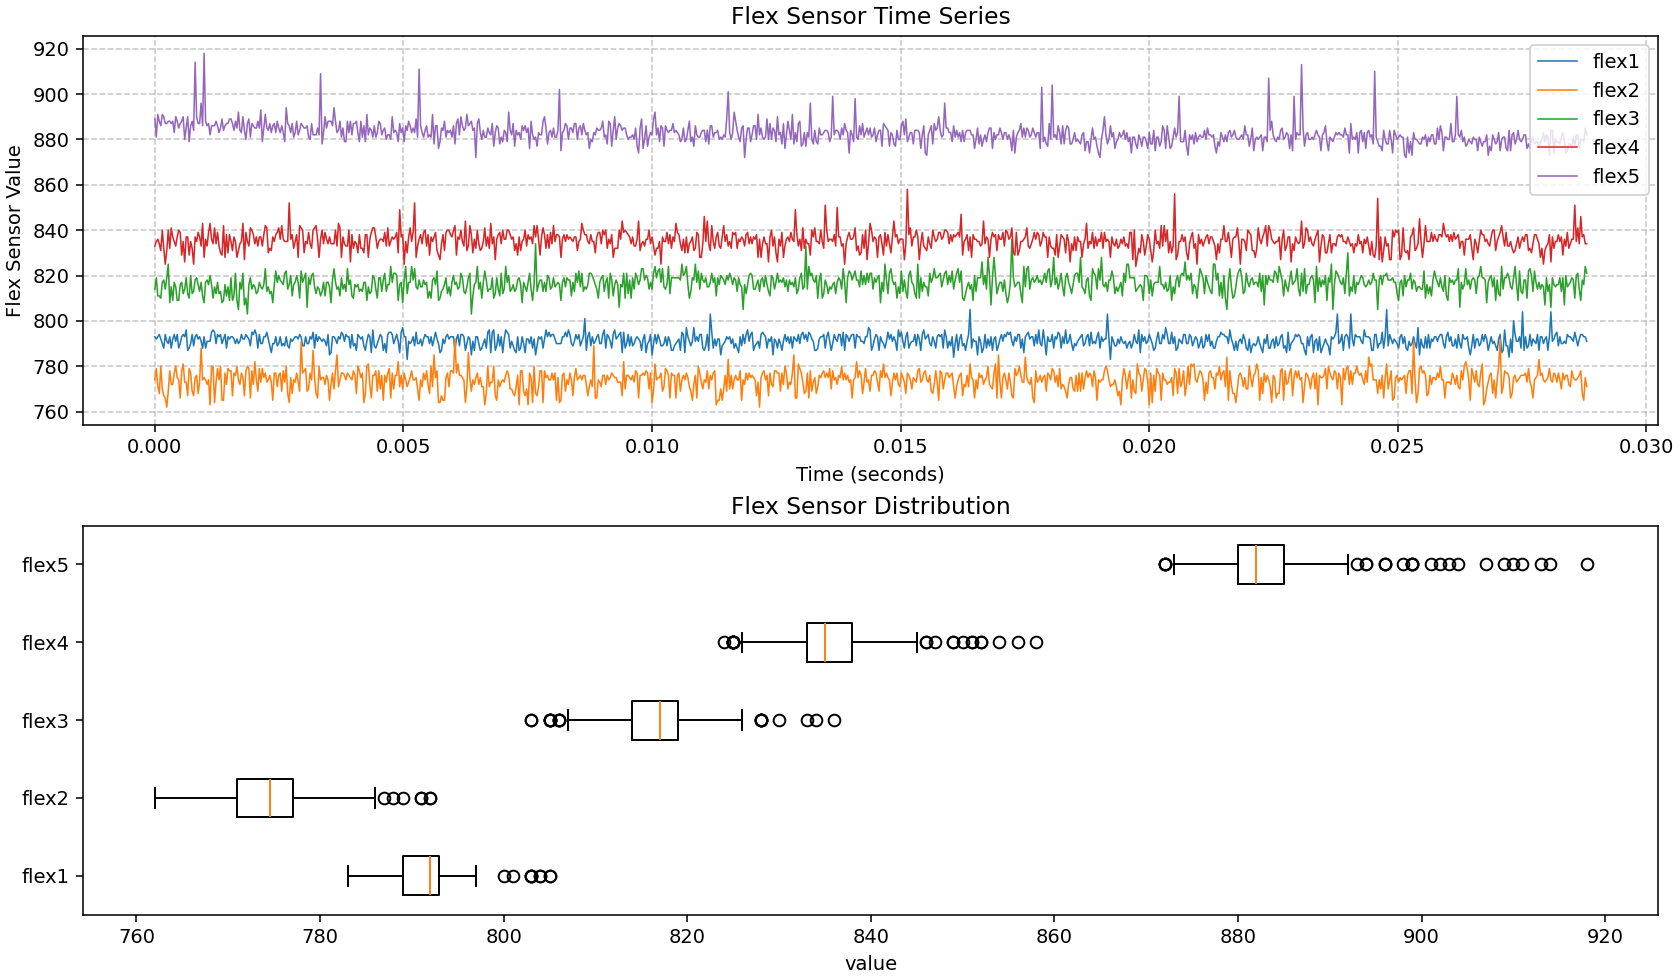 Flex Sensor Time Series
Flex Sensor Value
920
900
880
860
840
820
800
780
760
flex1
flex2
flex3
flex4
flex5
0.000 0.005 0.010 0.015 0.020 0.025 0.030
Time (seconds)
Flex Sensor Distribution
flex5
flex4
flex3
flex2
flex1
760 780 800 820 840 860 880 900 920
value